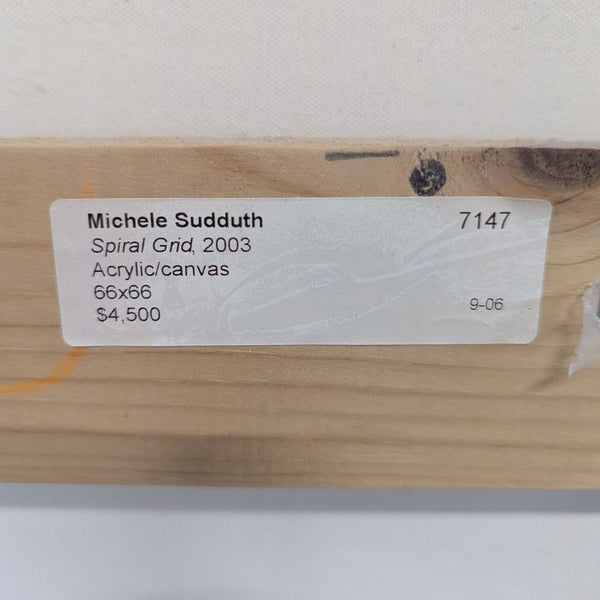 Michele Sudduth 7147
Spiral Grid, 2003
Acrylic/canvas
66x66
$4,500 9-06